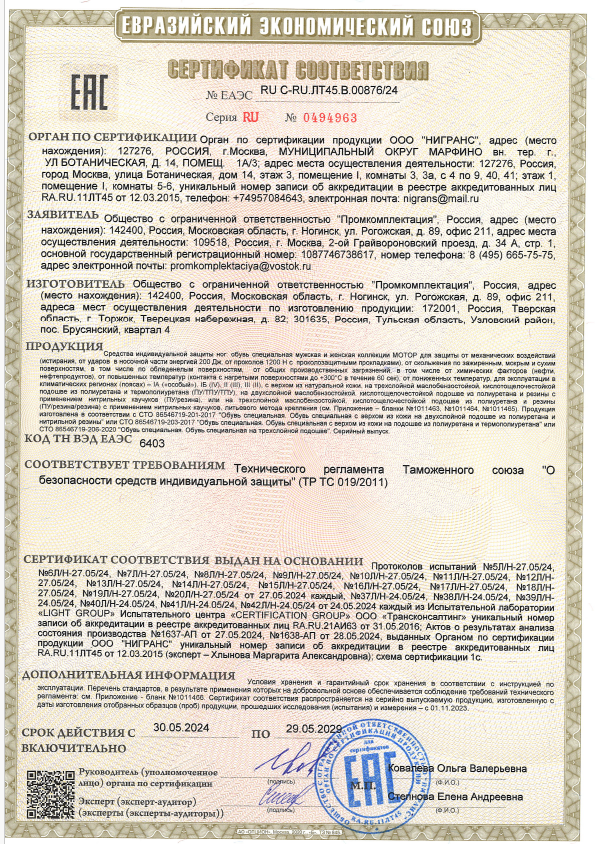 ЕВРАЗИЙСКИЙ ЭКОНОМИЧЕСКИЙ СОЮЗ
СЕРТИФИКАТ СООТВЕТСТВИЯ
ЕАС
№ ЕАЭС RU С-RU.ЛТ45.В.00876/24
Серия RU № 0494963
ОРГАН ПО СЕРТИФИКАЦИИ Орган по сертификации продукции ООО "НИГРАНС", адрес (место
нахождения): 127276, РОССИЯ, г.Москва, МУНИЦИПАЛЬНЫЙ ОКРУГ МАРФИНО вн. тер. г.,
УЛ БОТАНИЧЕСКАЯ, Д. 14, ПОМЕЩ. 1А/3; адрес места осуществления деятельности: 127276, Россия,
город Москва, улица Ботаническая, дом 14, этаж 3, помещение I, комнаты 3, 3а, с 4 по 9, 40, 41; этаж 1,
помещение I, комнаты 5-6, уникальный номер записи об аккредитации в реестре аккредитованных лиц
RA.RU.11ЛТ45 от 12.03.2015, телефон: +74957084643, электронная почта: nigrans@mail.ru
ЗАЯВИТЕЛЬ Общество с ограниченной ответственностью "Промкомплектация", Россия, адрес (место
нахождения): 142400, Россия, Московская область, г. Ногинск, ул. Рогожская, д. 89, офис 211, адрес места
осуществления деятельности: 109518, Россия, г. Москва, 2-ой Грайвороновский проезд, д. 34 А, стр. 1,
основной государственный регистрационный номер: 1087746738617, номер телефона: 8 (495) 665-75-75,
адрес электронной почты: promkomplektaciya@vostok.ru
ИЗГОТОВИТЕЛЬ Общество с ограниченной ответственностью "Промкомплектация", Россия, адрес
(место нахождения): 142400, Россия, Московская область, г. Ногинск, ул. Рогожская, д. 89, офис 211,
адреса мест осуществления деятельности по изготовлению продукции: 172001, Россия, Тверская
область, г. Торжок, Тверецкая набережная, д. 82; 301635, Россия, Тульская область, Узловский район,
пос. Брусянский, квартал 4
ПРОДУКЦИЯ
Средства индивидуальной защиты ног: обувь специальная мужская и женская коллекции МОТОР для защиты от механических воздействий
(истирания, от ударов в носочной части энергией 200 Дж, от проколов 1200 Н с проколозащитными прокладками), от скольжения по зажиренным, мокрым и сухим
поверхностям, в том числе по обледенелым поверхностям, от общих производственных загрязнений, в том числе от химических факторов (нефти,
нефтепродуктов), от повышенных температур (контакта с нагретыми поверхностями до +300°С в течение 60 сек), от пониженных температур, для эксплуатации в
климатических регионах (поясах) – IА («особый»), IБ (IV), II (III), III (II), с верхом из натуральной кожи, на трехслойной маслобензостойкой, кислотощелочестойкой
подошве из полиуретана и термополиуретана (ПУ/ТПУ/ТПУ), на двухслойной маслобензостойкой, кислотощелочестойкой подошве из полиуретана и резины с
применением нитрильных каучуков (ПУ/резина), или на трехслойной маслобензостойкой, кислотощелочестойкой подошве из полиуретана и резины
(ПУ/резина/резина) с применением нитрильных каучуков, литьевого метода крепления (см. Приложение – бланки №1011463, №1011464, №1011465). Продукция
изготовлена в соответствии с СТО 86546719-201-2017 "Обувь специальная. Обувь специальная с верхом из кожи на двухслойной подошве из полиуретана и
нитрильной резины" или СТО 86546719-203-2017 "Обувь специальная. Обувь специальная с верхом из кожи на подошве из полиуретана и термополиуретана" или
СТО 86546719-206-2020 "Обувь специальная. Обувь специальная на трехслойной подошве". Серийный выпуск.
КОД ТН ВЭД ЕАЭС 6403
СООТВЕТСТВУЕТ ТРЕБОВАНИЯМ Технического регламента Таможенного союза "О
безопасности средств индивидуальной защиты" (ТР ТС 019/2011)
СЕРТИФИКАТ СООТВЕТСТВИЯ ВЫДАН НА ОСНОВАНИИ Протоколов испытаний №5Л/Н-27.05/24,
№6Л/Н-27.05/24, №7Л/Н-27.05/24, №8Л/Н-27.05/24, №9Л/Н-27.05/24, №10Л/Н-27.05/24, №11Л/Н-27.05/24, №12Л/Н-
27.05/24, №13Л/Н-27.05/24, №14Л/Н-27.05/24, №15Л/Н-27.05/24, №16Л/Н-27.05/24, №17Л/Н-27.05/24, №18Л/Н-
27.05/24, №19Л/Н-27.05/24, №20Л/Н-27.05/24 от 27.05.2024 каждый, №37Л/Н-24.05/24, №38Л/Н-24.05/24, №39Л/Н-
24.05/24, №40Л/Н-24.05/24, №41Л/Н-24.05/24, №42Л/Н-24.05/24 от 24.05.2024 каждый из Испытательной лаборатории
«LIGHT GROUP» Испытательного центра «CERTIFICATION GROUP» ООО «Трансконсалтинг» уникальный номер
записи об аккредитации в реестре аккредитованных лиц RA.RU.21АИ63 от 31.05.2016; Актов о результатах анализа
состояния производства №1637-АП от 27.05.2024, №1638-АП от 28.05.2024, выданных Органом по сертификации
продукции ООО "НИГРАНС" уникальный номер записи об аккредитации в реестре аккредитованных лиц
RA.RU.11ЛТ45 от 12.03.2015 (эксперт – Хлынова Маргарита Александровна); схема сертификации 1с.
ДОПОЛНИТЕЛЬНАЯ ИНФОРМАЦИЯ
Условия хранения и гарантийный срок хранения в соответствии с инструкцией по
эксплуатации. Перечень стандартов, в результате применения которых на добровольной основе обеспечивается соблюдение требований технического
регламента: см. Приложение - бланк №1011466. Сертификат соответствия распространяется на серийно выпускаемую продукцию, изготовленную с
даты изготовления отобранных образцов (проб) продукции, прошедших исследования (испытания) и измерения – с 01.11.2023.
СРОК ДЕЙСТВИЯ С 30.05.2024 ПО 29.05.2029
ВКЛЮЧИТЕЛЬНО
Руководитель (уполномоченное
лицо) органа по сертификации
(подпись)
Ковалева Ольга Валерьевна
(Ф.И.О.)
М.П.
для сертификатов
ЕАС
Эксперт (эксперт-аудитор)
(эксперты (эксперты-аудиторы))
(подпись)
Стелнова Елена Андреевна
(Ф.И.О.)